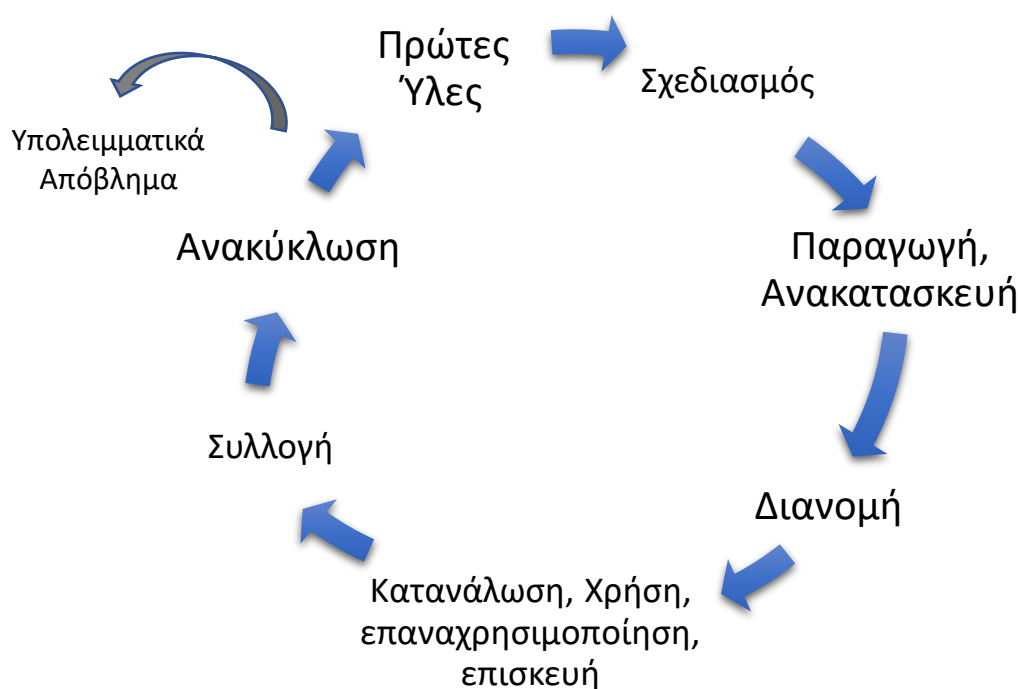 Πρώτες
Ύλες
Σχεδιασμός
Παραγωγή,
Ανακατασκευή
Διανομή
Κατανάλωση, Χρήση,
επαναχρησιμοποίηση,
επισκευή
Συλλογή
Ανακύκλωση
Υπολειμματικά
Απόβλημα